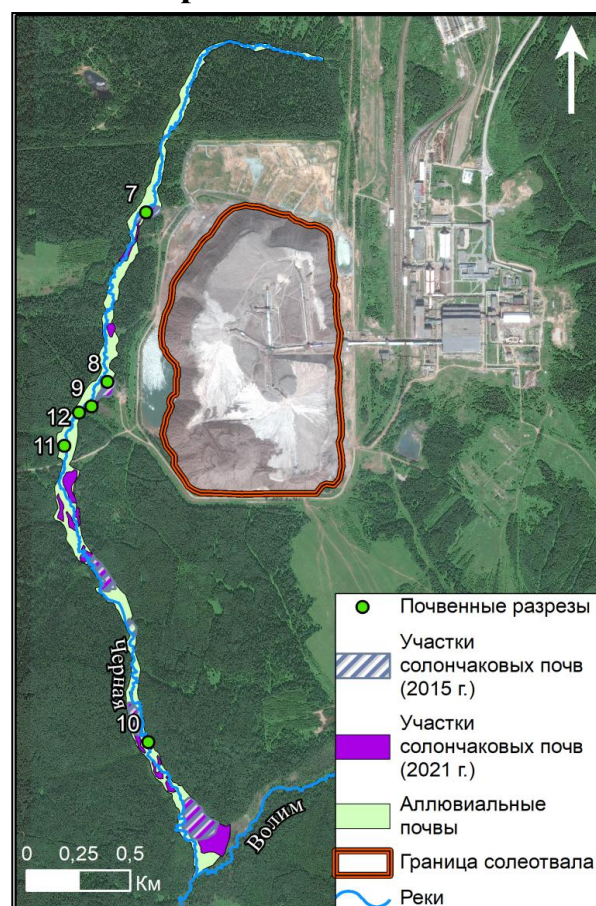 7
8
9
12
11
10
Черная
Волим
0 0,25 0,5
Км
Почвенные разрезы
Участки
солончаковых почв
(2015 г.)
Участки
солончаковых почв
(2021 г.)
Аллювиальные
почвы
Граница солеотвала
Реки